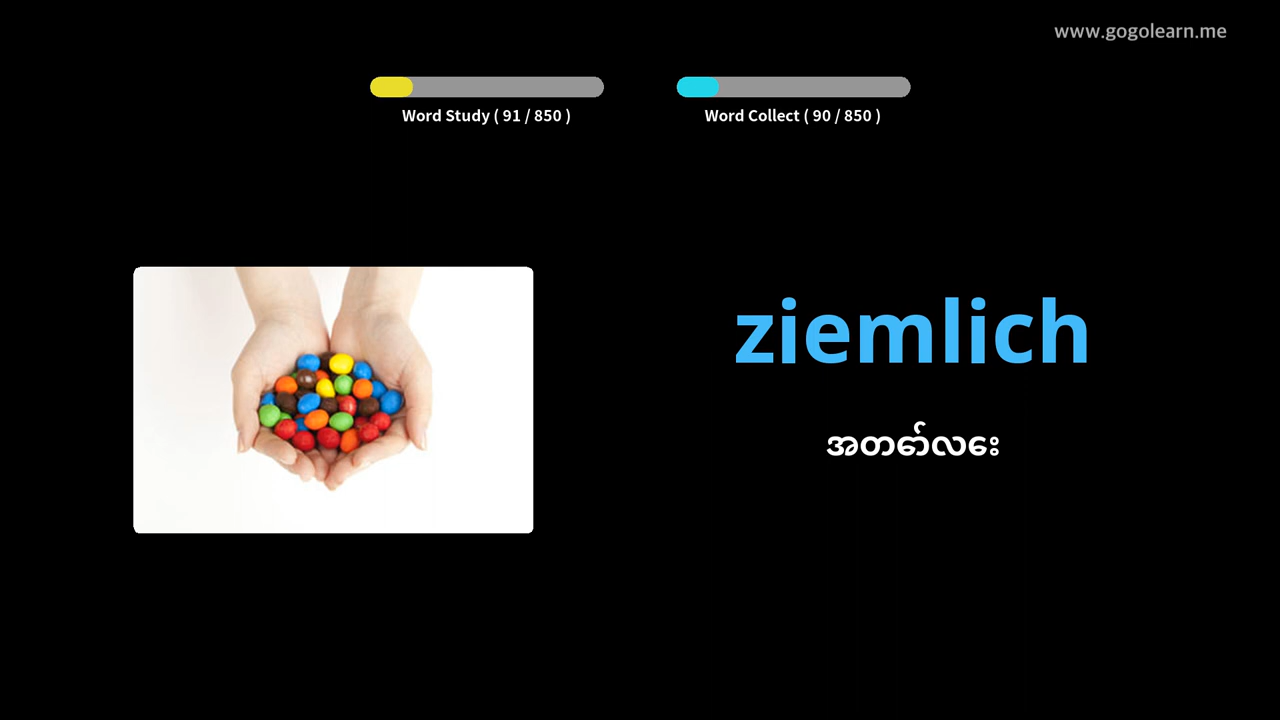 www.gogolearn.me
Word Study ( 91 / 850 )
Word Collect ( 90 / 850 )
ziemlich
အတော်လေး